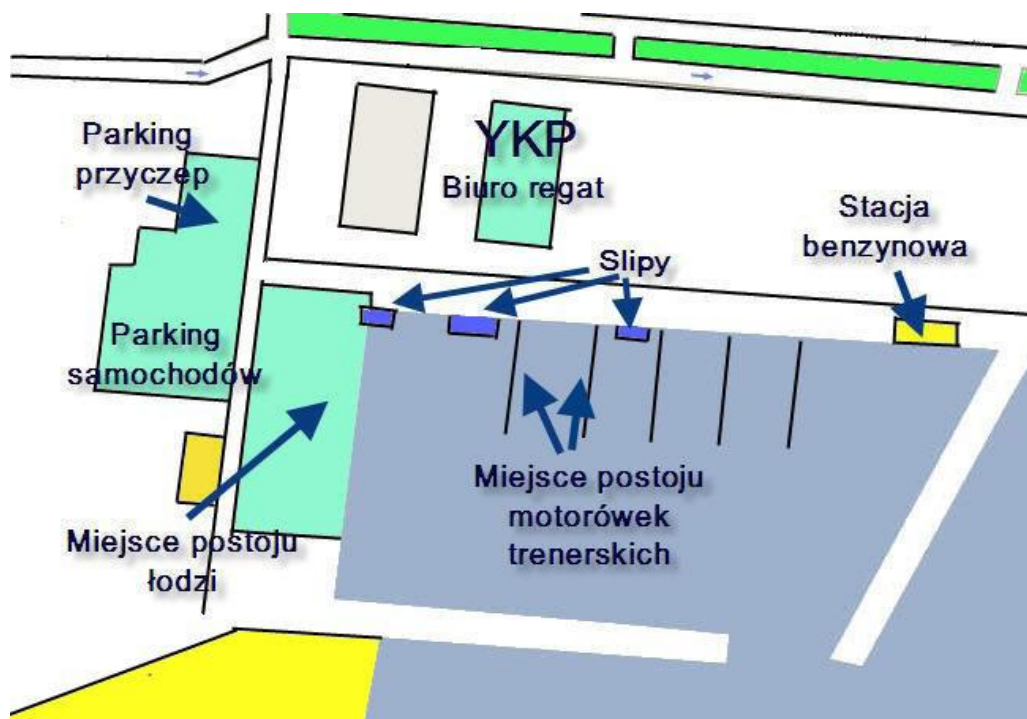 YKP
Biuro regat
Parking
przyczep
Stacja
benzynowa
Slipy
Parking
samochodów
Miejsce postoju
motorówek
trenerskich
Miejsce postoju
łodzi